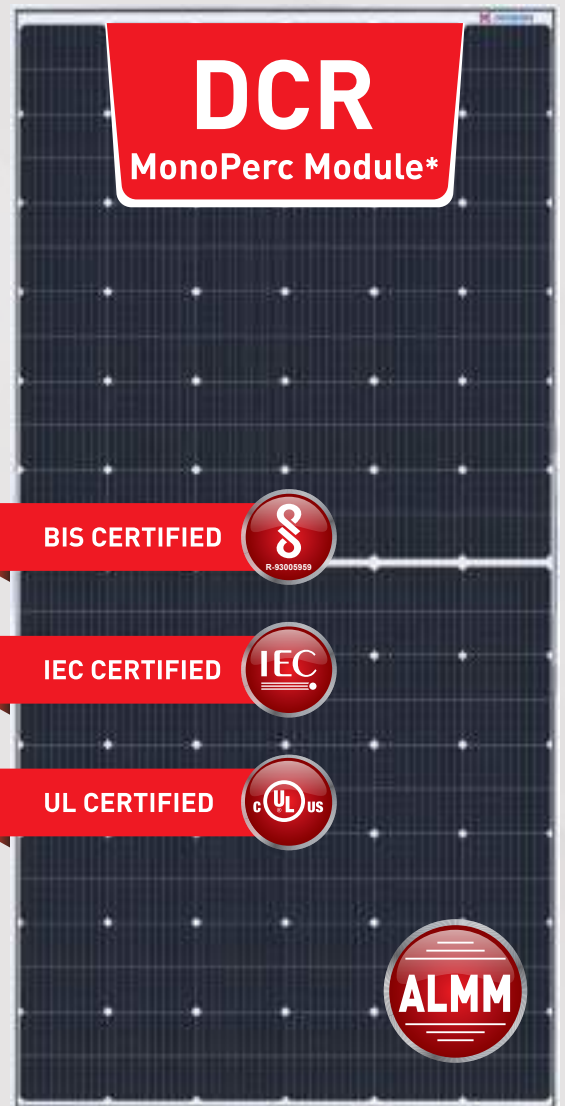 DCR
MonoPerc Module*
BIS CERTIFIED
R-93005959
IEC CERTIFIED
IEC
UL CERTIFIED
c UL us
ALMM